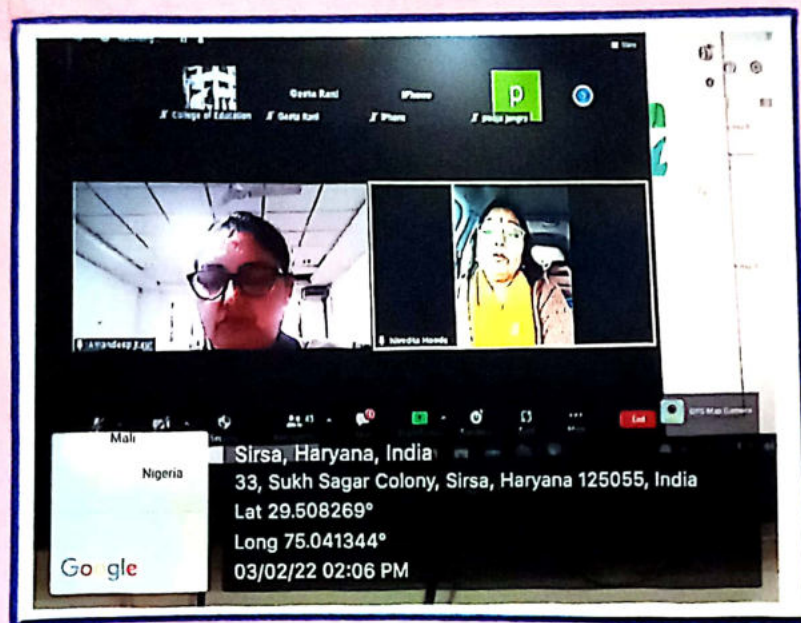 College of Education
Geeta Rani
Geeta Rani
iPhone
iPhone
p
pooja jangra
Amandeep Kaur
Nivedita Hooda
41
End
GPS Map Camera
Mali
Nigeria
Google
Sirsa, Haryana, India
33, Sukh Sagar Colony, Sirsa, Haryana 125055, India
Lat 29.508269°
Long 75.041344°
03/02/22 02:06 PM